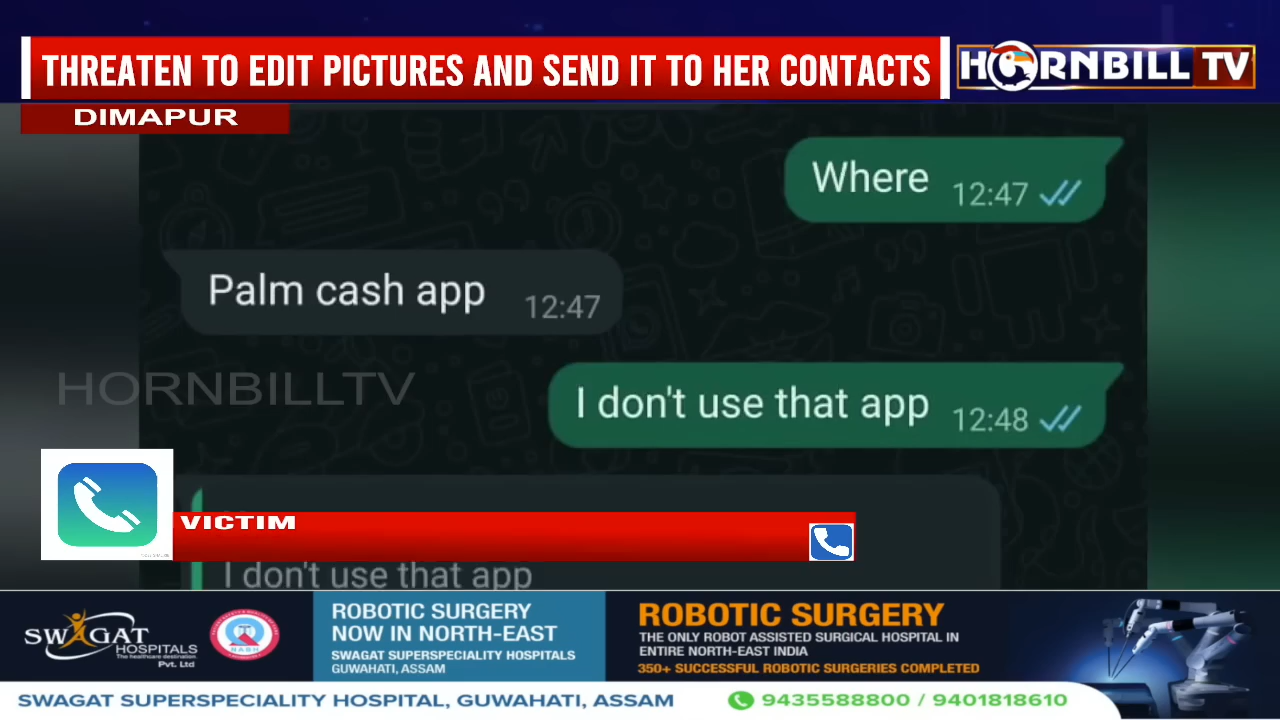 THREATEN TO EDIT PICTURES AND SEND IT TO HER CONTACTS
HORNBILL TV
DIMAPUR
Where 12:47
Palm cash app 12:47
HORNBILLTV
I don't use that app 12:48
VICTIM
I don't use that app
SWAGAT
HOSPITALS
The healthcare destination.
Pvt. Ltd
NABH
ROBOTIC SURGERY
NOW IN NORTH-EAST
SWAGAT SUPERSPECIALITY HOSPITALS
GUWAHATI, ASSAM
ROBOTIC SURGERY
THE ONLY ROBOT ASSISTED SURGICAL HOSPITAL IN
ENTIRE NORTH-EAST INDIA
350+ SUCCESSFUL ROBOTIC SURGERIES COMPLETED
SWAGAT SUPERSPECIALITY HOSPITAL, GUWAHATI, ASSAM
9435588800 / 9401818610